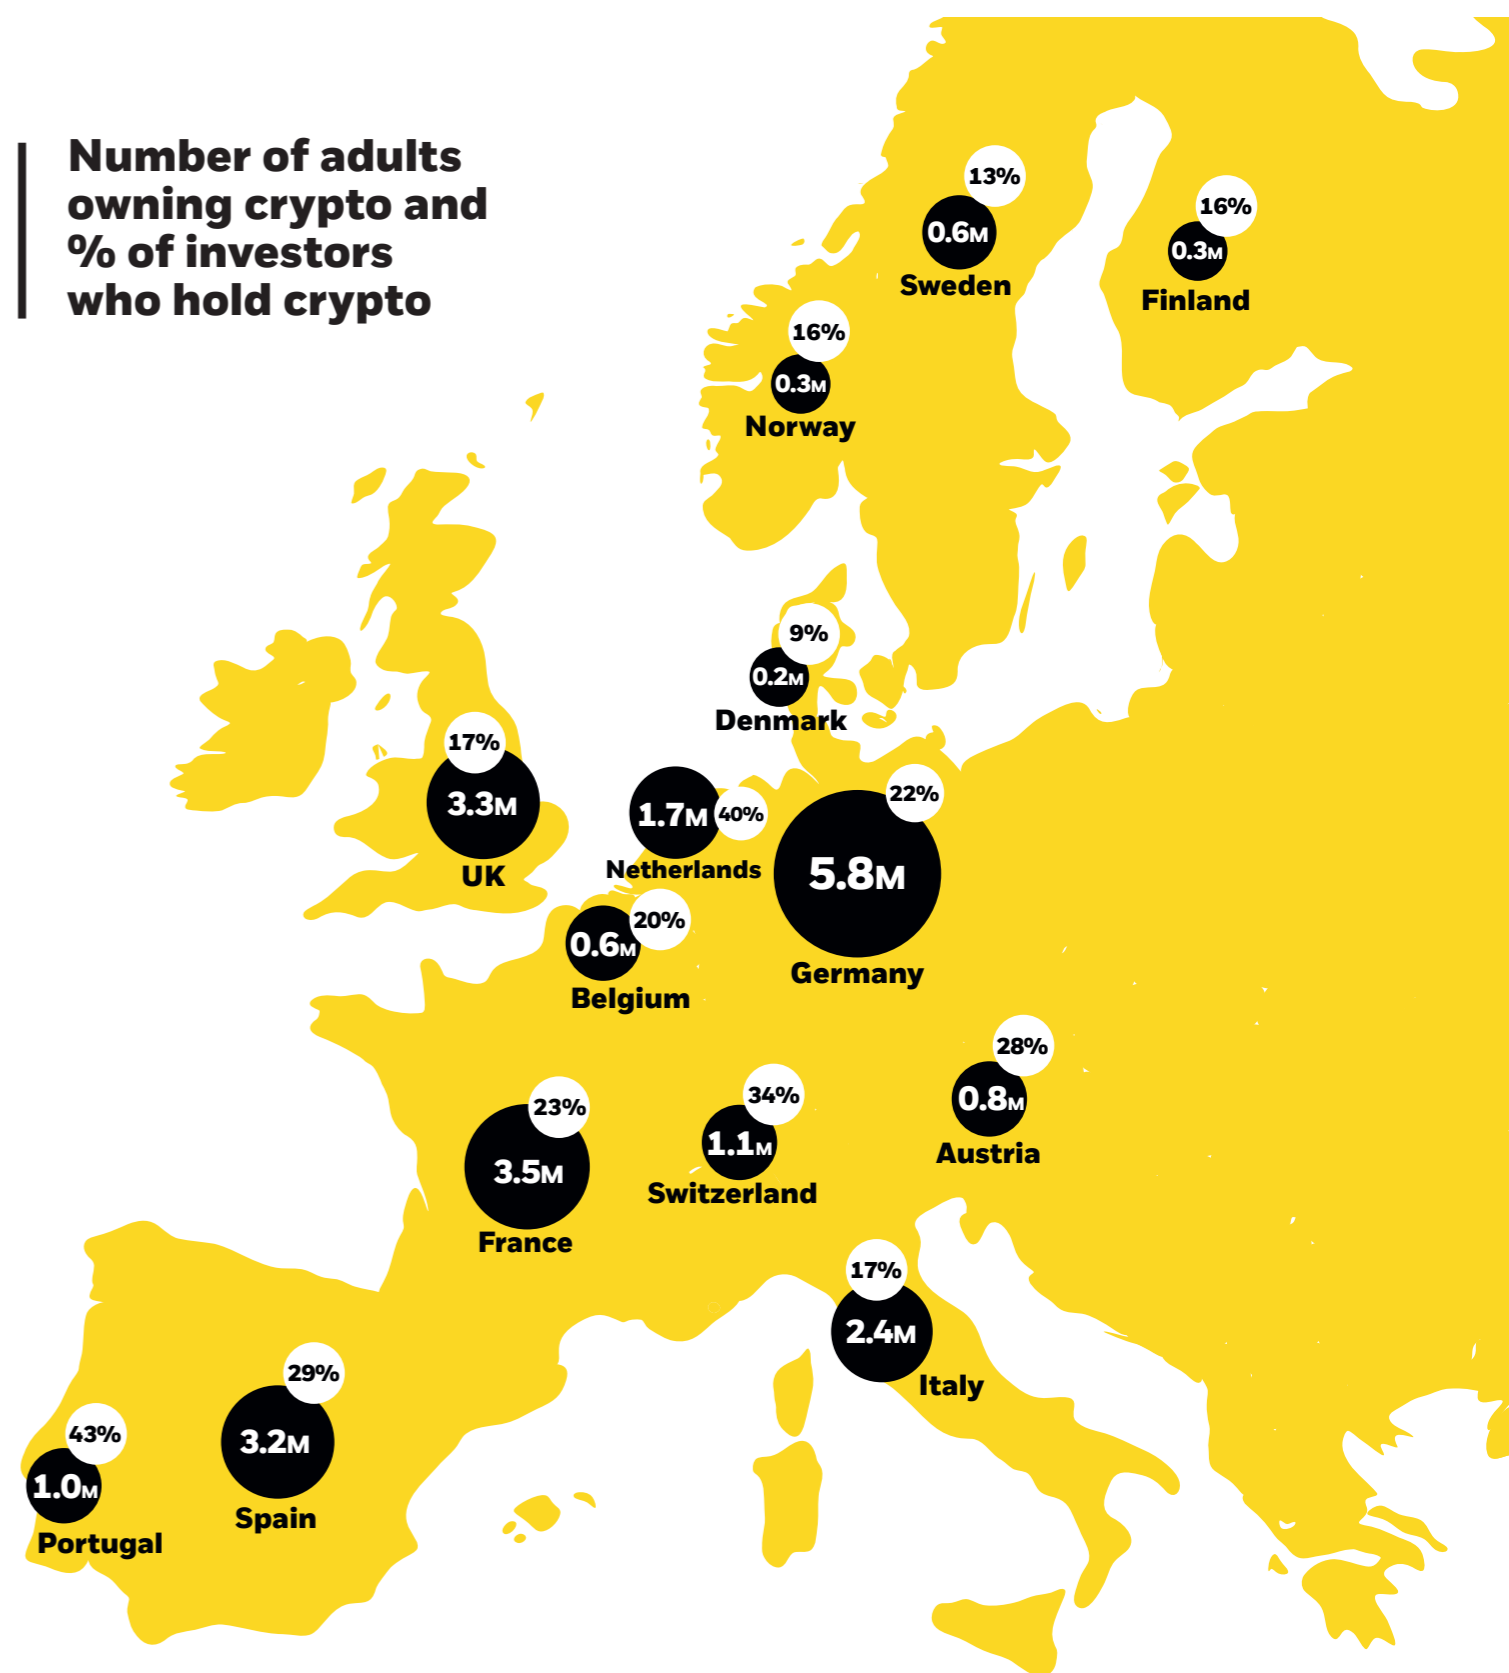 Number of adults
owning crypto and
% of investors
who hold crypto
13%
0.6M
Sweden
16%
0.3M
Finland
16%
0.3M
Norway
9%
0.2M
Denmark
17%
3.3M
UK
1.7M 40%
Netherlands
22%
5.8M
Germany
20%
0.6M
Belgium
28%
0.8M
Austria
23%
3.5M
France
34%
1.1M
Switzerland
17%
2.4M
Italy
29%
3.2M
Spain
43%
1.0M
Portugal